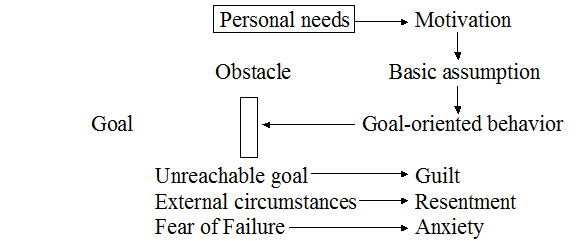 Personal needs Motivation
Obstacle Basic assumption
Goal Goal-oriented behavior
Unreachable goal Guilt
External circumstances Resentment
Fear of Failure Anxiety